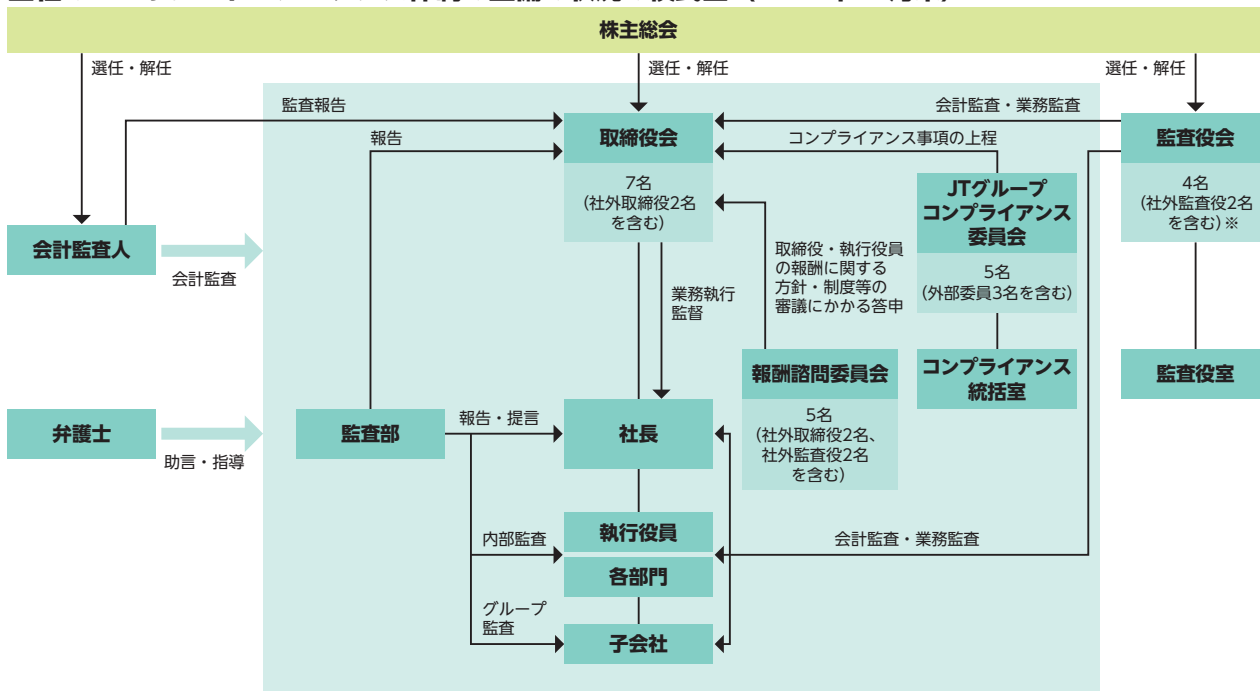 株主総会
選任・解任
選任・解任
選任・解任
監査報告
会計監査・業務監査
報告
取締役会
コンプライアンス事項の上程
監査役会
7名
(社外取締役2名
を含む)
JTグループ
コンプライアンス
委員会
4名
(社外監査役2名
を含む)※
会計監査人
会計監査
取締役・執行役員
の報酬に関する
方針・制度等の
審議にかかる答申
5名
(外部委員3名を含む)
業務執行
監督
報酬諮問委員会
コンプライアンス
統括室
監査役室
5名
(社外取締役2名、
社外監査役2名
を含む)
弁護士
助言・指導
監査部
報告・提言
社長
内部監査
執行役員
会計監査・業務監査
各部門
グループ
監査
子会社